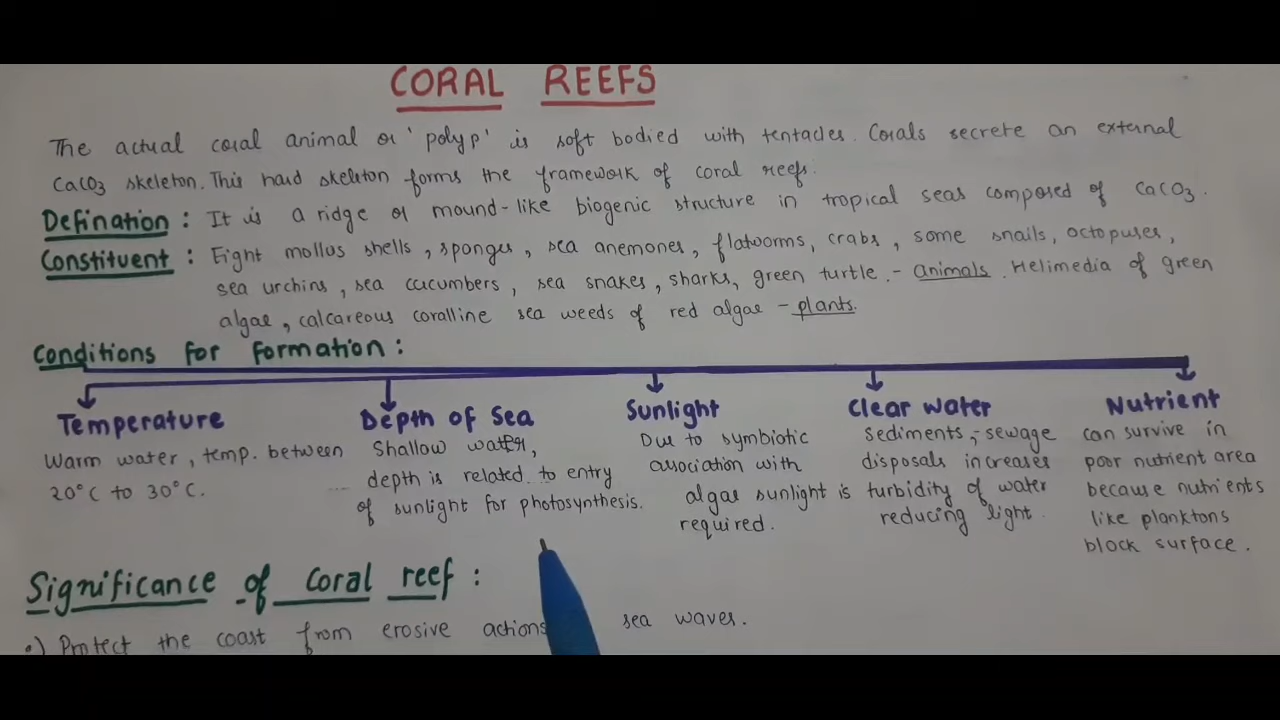 CORAL REEFS
The actual coral animal or 'polyp' is soft bodied with tentacles. Corals secrete an external
CaCO3 skeleton. This hard skeleton forms the framework of coral reefs.
Defination : It is a ridge or mound-like biogenic structure in tropical seas composed of CaCO3.
Constituent : Eight mollus shells, sponges, sea anemones, flatworms, crabs, some snails, octopuses,
sea urchins, sea cucumbers, sea snakes, sharks, green turtle. - animals. Helimedia of green
algae, calcareous coralline sea weeds of red algae - plants.
Conditions for formation :
Temperature
Warm water, temp. between
20°C to 30°C.
Depth of Sea
Shallow water,
depth is related to entry
of sunlight for photosynthesis.
Sunlight
Due to symbiotic
association with
algae sunlight is
required.
Clear water
Sediments, sewage
disposals increases
turbidity of water
reducing light.
Nutrient
can survive in
poor nutrient area
because nutrients
like planktons
block surface.
Significance of coral reef :
•) Protect the coast from erosive actions sea waves.